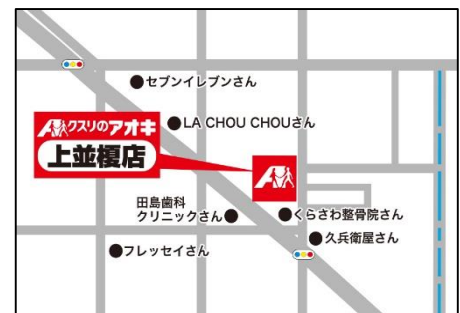 ●セブンイレブンさん
クスリのアオキ
●LA CHOU CHOUさん
上並榎店
田島歯科
クリニックさん●
●くらさわ整骨院さん
●久兵衛屋さん
●フレッセイさん